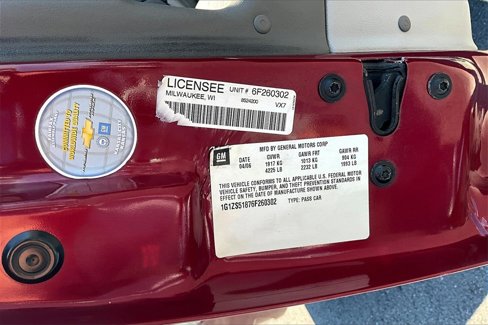 LICENSEE UNIT # 6F260302
MILWAUKEE, WI 8624200 VX7
GM
MFD BY GENERAL MOTORS CORP
DATE GVWR GAWR FRT GAWR RR
04/06 1917 KG 1013 KG 904 KG
4225 LB 2232 LB 1993 LB
THIS VEHICLE CONFORMS TO ALL APPLICABLE U.S. FEDERAL MOTOR
VEHICLE SAFETY, BUMPER, AND THEFT PREVENTION STANDARDS IN
EFFECT ON THE DATE OF MANUFACTURE SHOWN ABOVE.
1G1ZS51876F260302 TYPE: PASS CAR